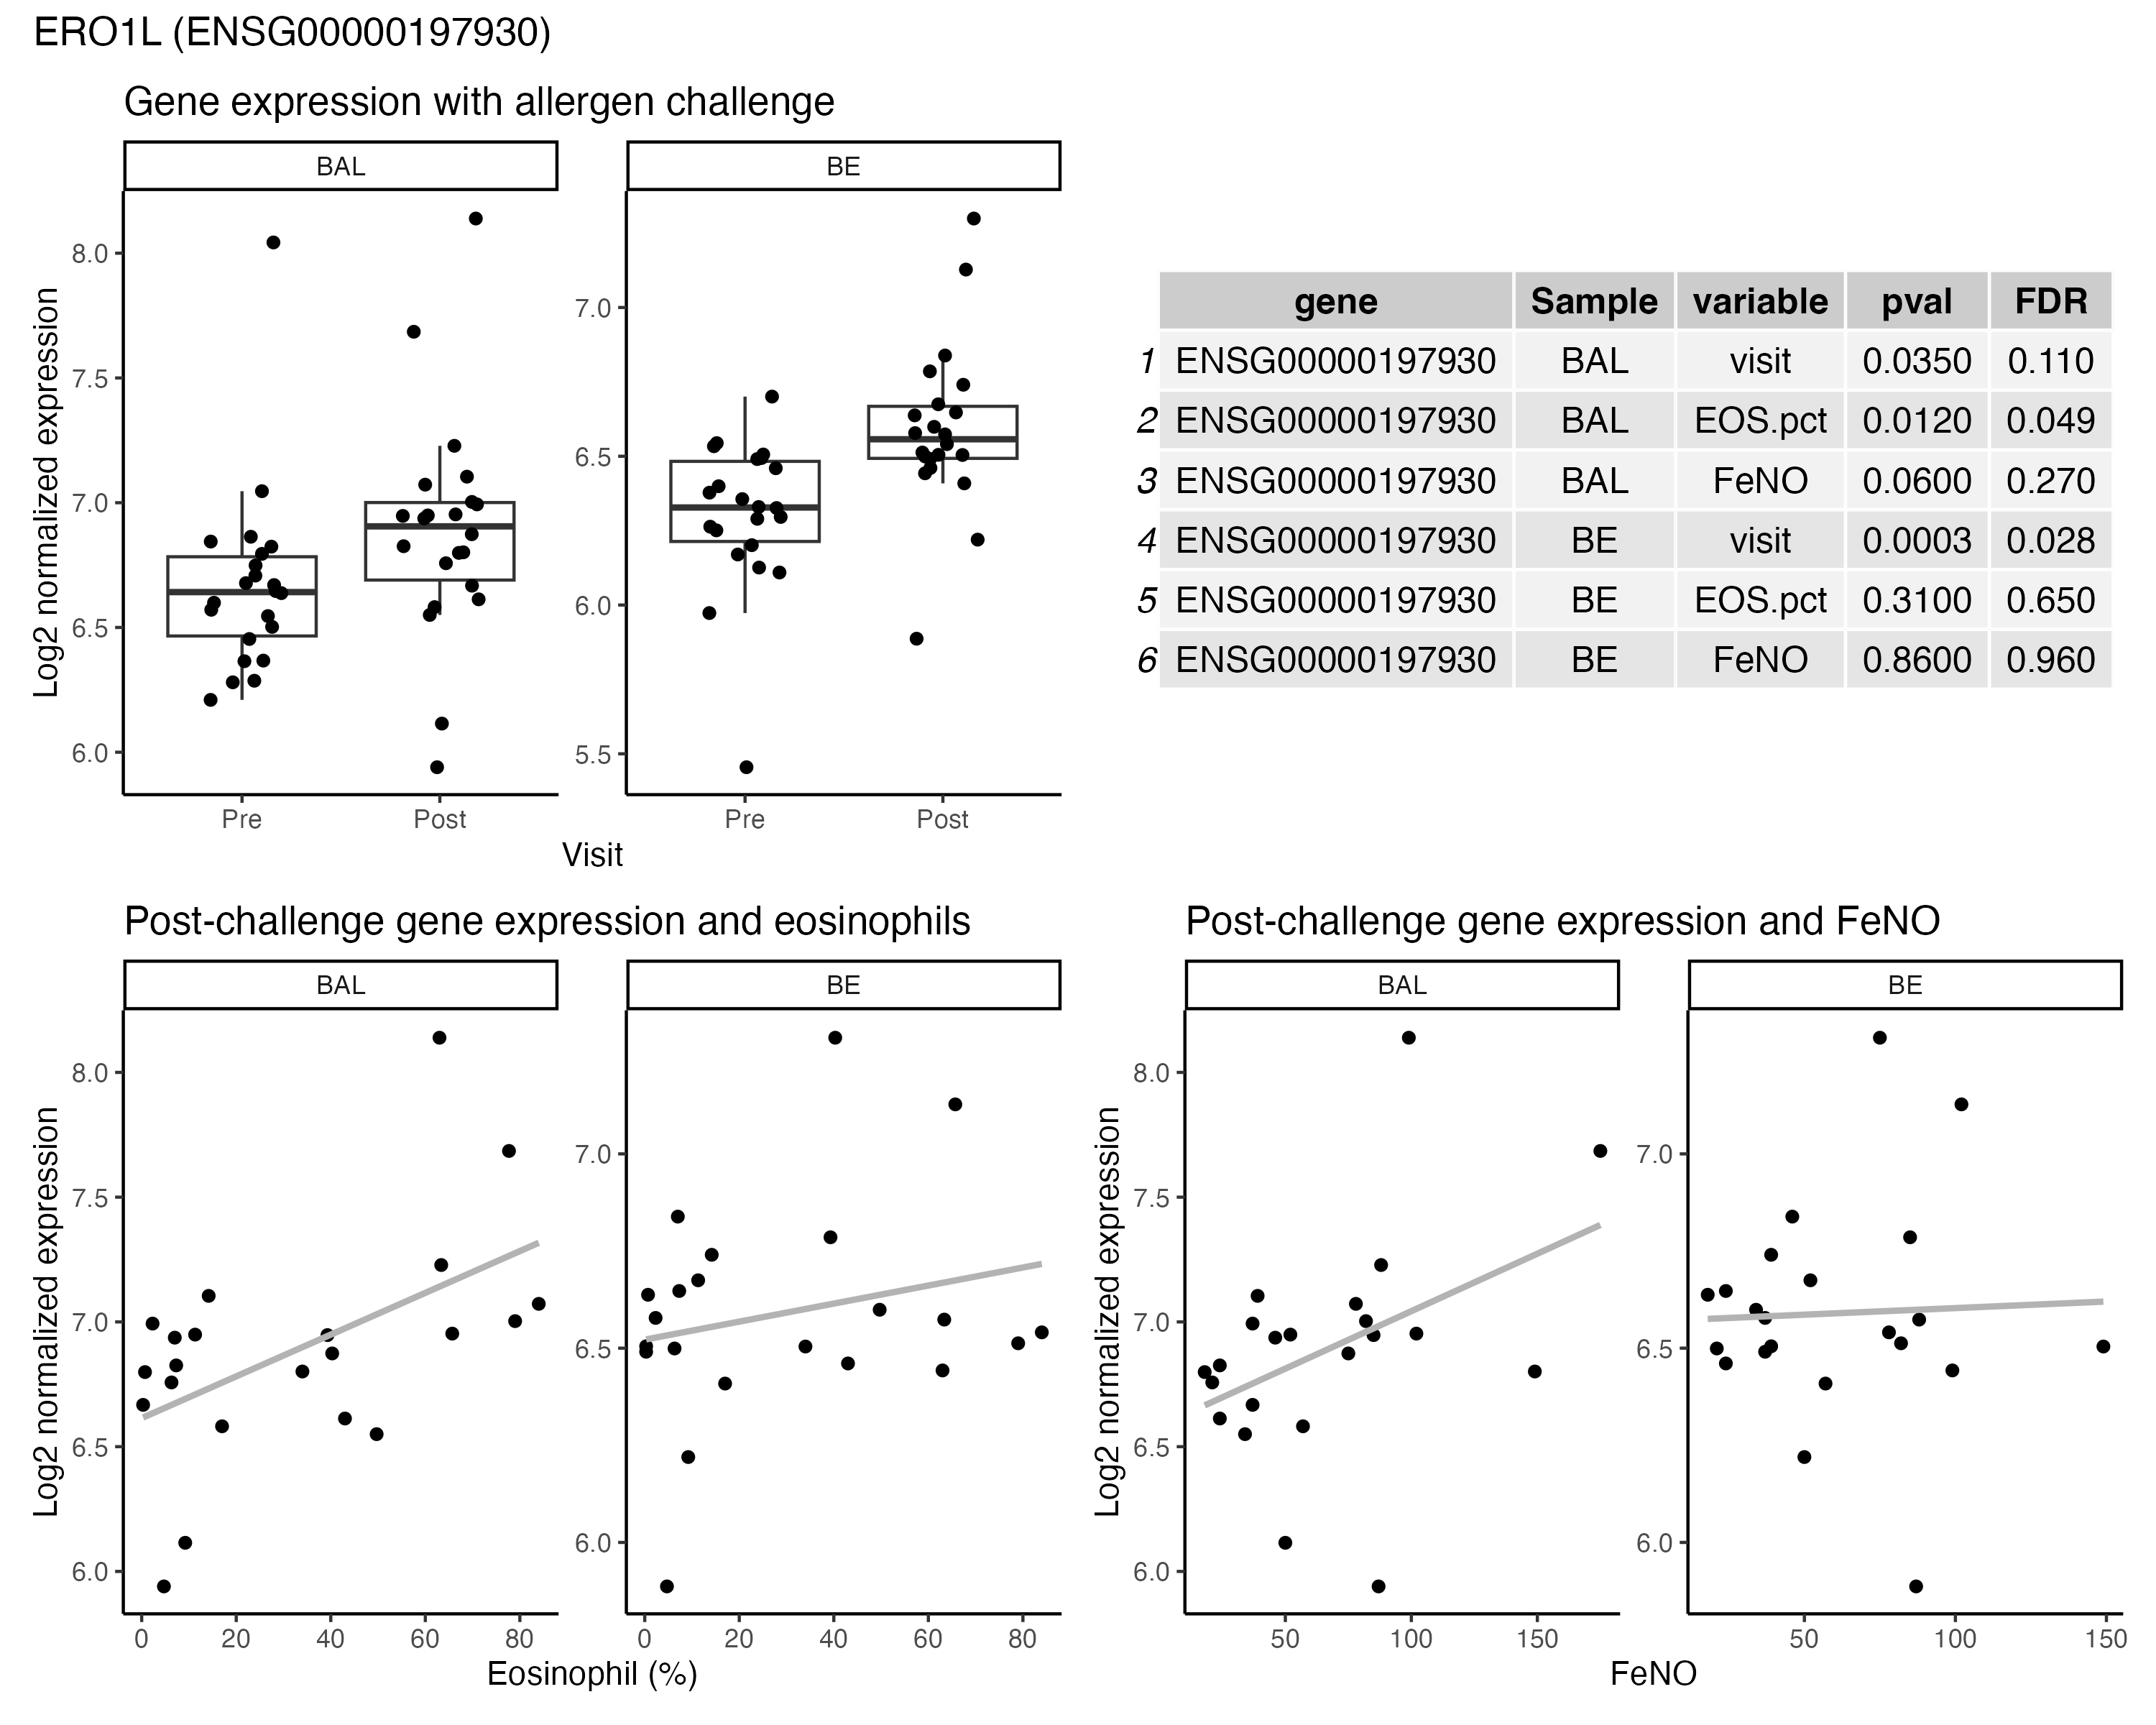 ERO1L (ENSG00000197930)
Gene expression with allergen challenge
BAL
BE
Log2 normalized expression
8.0
7.5
7.0
6.5
6.0
7.0
6.5
6.0
5.5
Pre
Post
Pre
Post
Visit
gene Sample variable pval FDR
1 ENSG00000197930 BAL visit 0.0350 0.110
2 ENSG00000197930 BAL EOS.pct 0.0120 0.049
3 ENSG00000197930 BAL FeNO 0.0600 0.270
4 ENSG00000197930 BE visit 0.0003 0.028
5 ENSG00000197930 BE EOS.pct 0.3100 0.650
6 ENSG00000197930 BE FeNO 0.8600 0.960
Post-challenge gene expression and eosinophils
BAL
BE
Log2 normalized expression
8.0
7.5
7.0
6.5
6.0
7.0
6.5
6.0
0 20 40 60 80
0 20 40 60 80
Eosinophil (%)
Post-challenge gene expression and FeNO
BAL
BE
Log2 normalized expression
8.0
7.5
7.0
6.5
6.0
7.0
6.5
6.0
50 100 150
50 100 150
FeNO